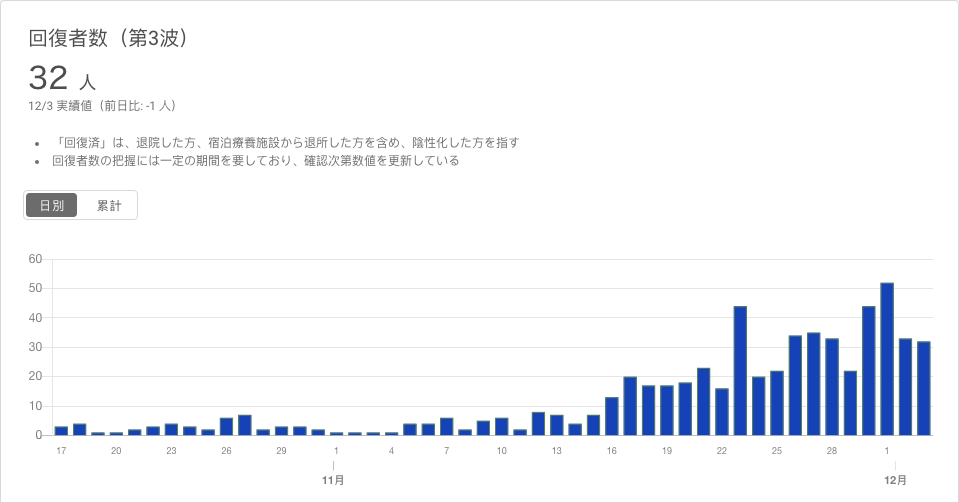 回復者数（第3波）
32 人
12/3 実績値（前日比: -1 人）
• 「回復済」は、退院した方、宿泊療養施設から退所した方を含め、陰性化した方を指す
• 回復者数の把握には一定の期間を要しており、確認次第数値を更新している
日別 累計
60
50
40
30
20
10
0
17 20 23 26 29 1 4 7 10 13 16 19 22 25 28 1
11月 12月